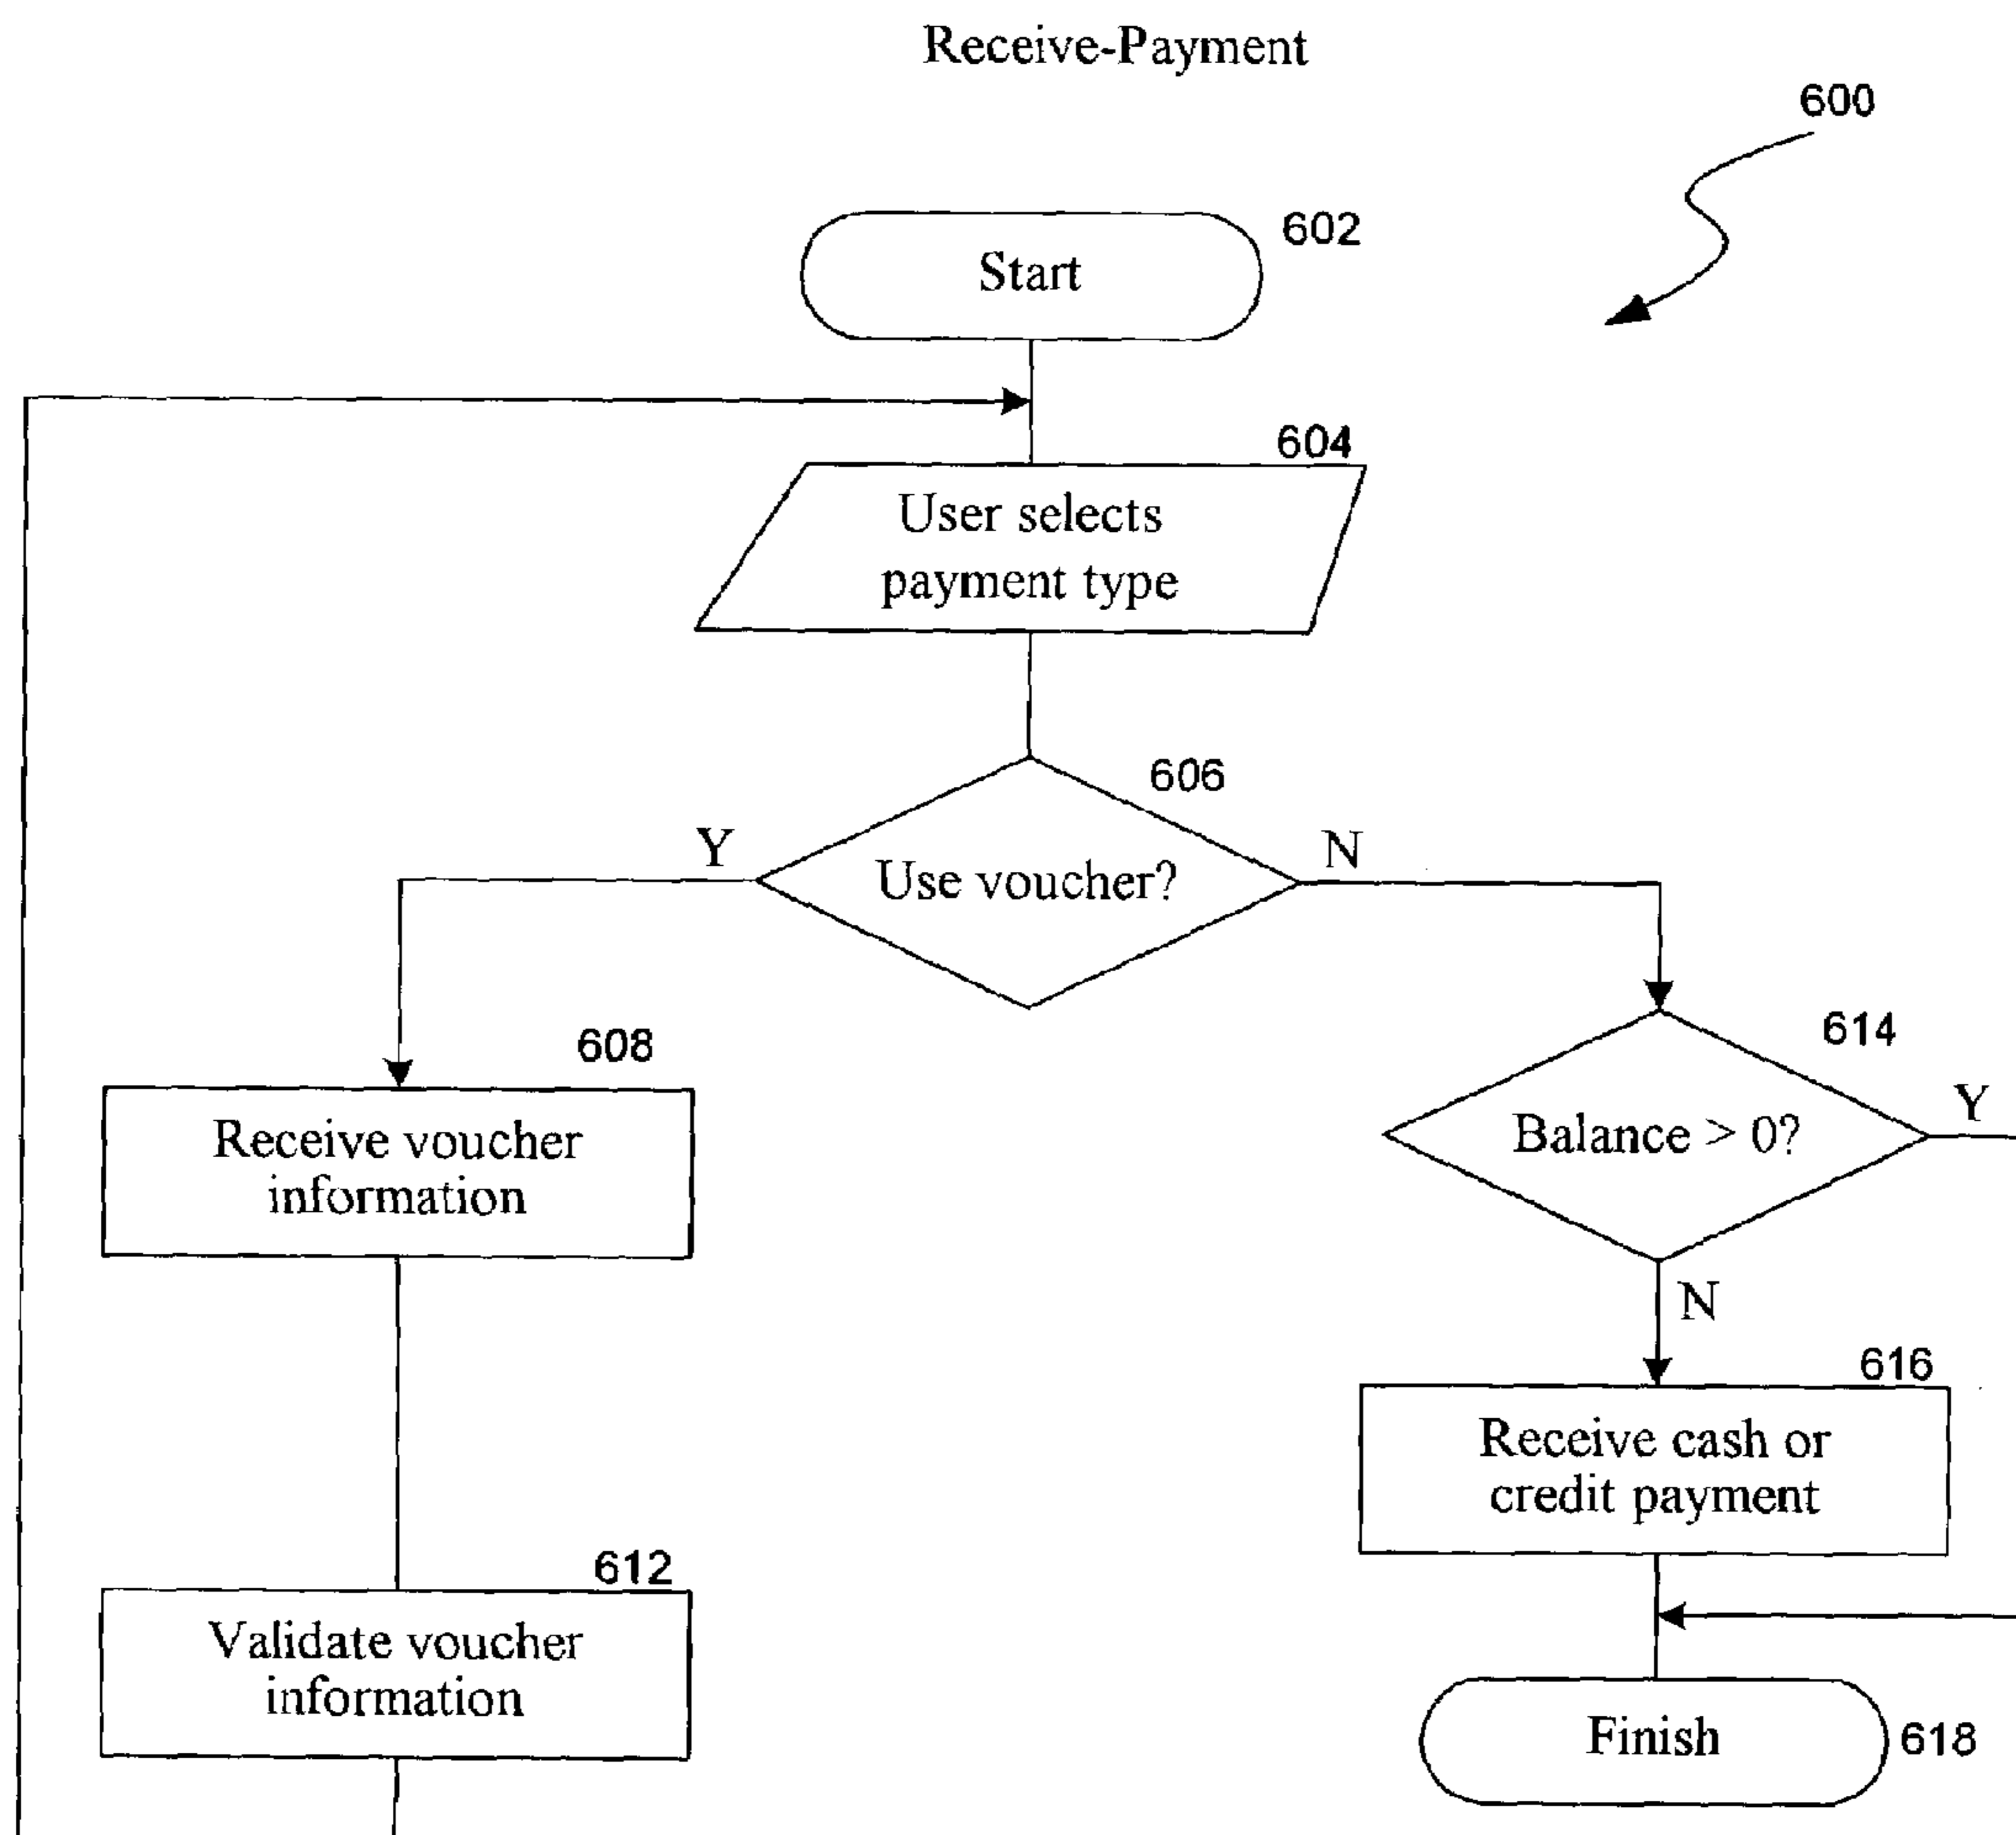 Receive-Payment
600
602
Start
604
User selects
payment type
606
Y
Use voucher?
N
608
Receive voucher
information
614
Balance > 0?
Y
N
616
Receive cash or
credit payment
612
Validate voucher
information
Finish
618